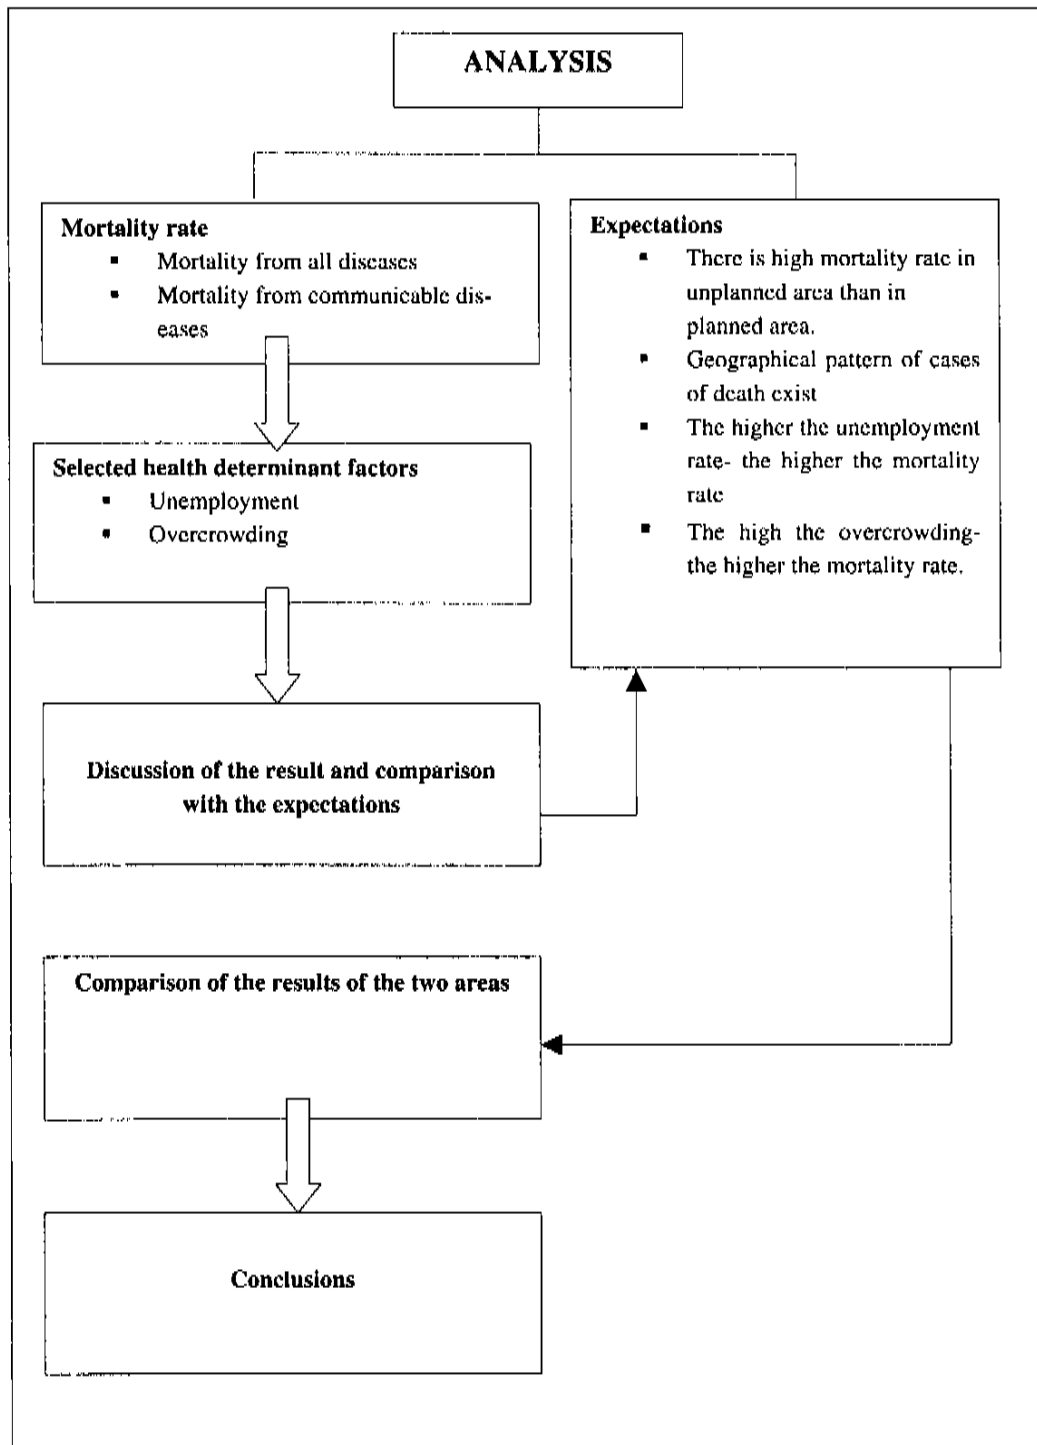 ANALYSIS
Mortality rate
▪ Mortality from all diseases
▪ Mortality from communicable dis-
eases
Expectations
▪ There is high mortality rate in
unplanned area than in
planned area.
▪ Geographical pattern of cases
of death exist
▪ The higher the unemployment
rate- the higher the mortality
rate
▪ The high the overcrowding-
the higher the mortality rate.
Selected health determinant factors
▪ Unemployment
▪ Overcrowding
Discussion of the result and comparison
with the expectations
Comparison of the results of the two areas
Conclusions